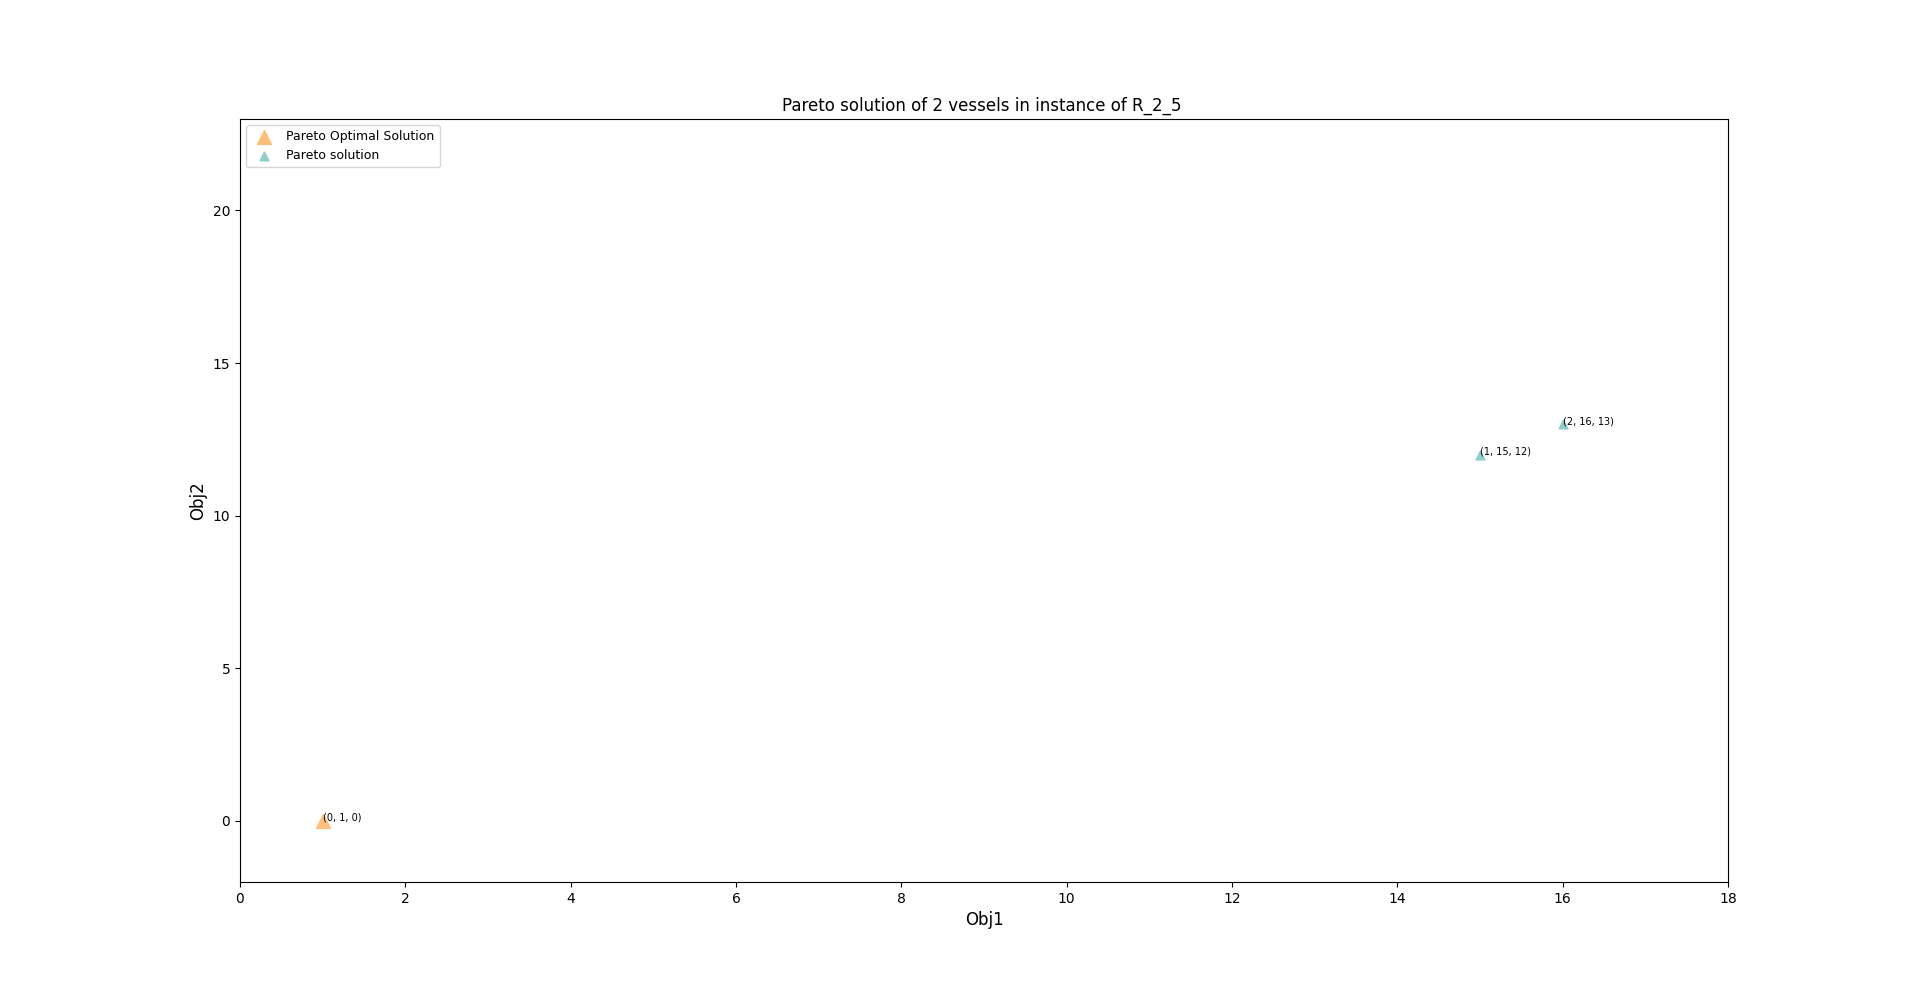 Pareto solution of 2 vessels in instance of R_2_5
Pareto Optimal Solution
Pareto solution
20
15
10
5
0
Obj2
(2, 16, 13)
(1, 15, 12)
(0, 1, 0)
0 2 4 6 8 10 12 14 16 18
Obj1